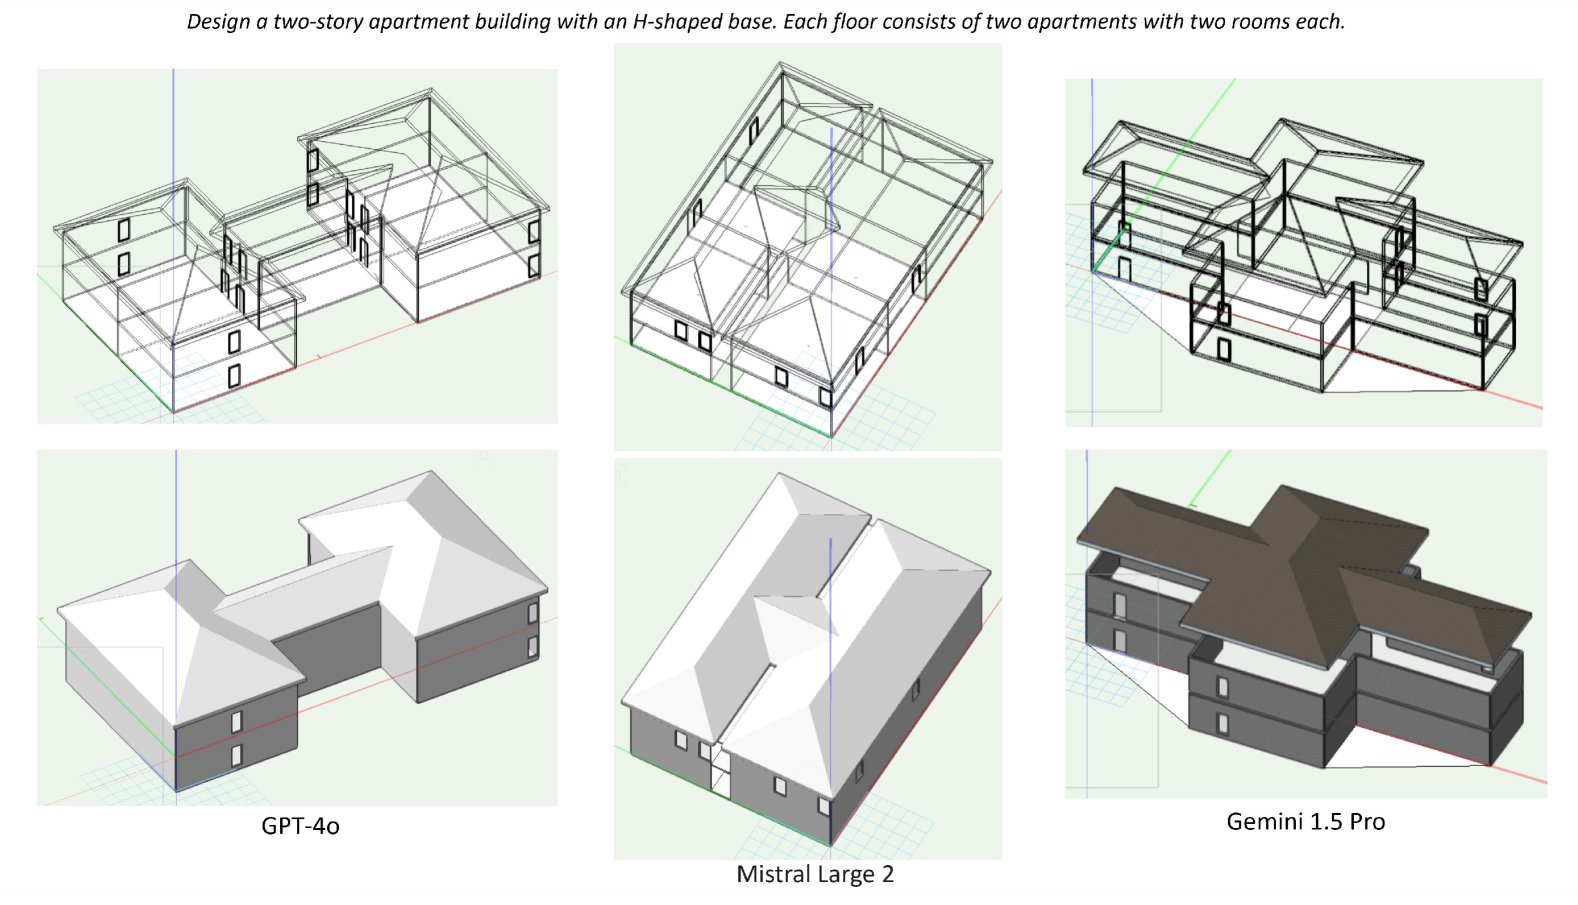 Design a two-story apartment building with an H-shaped base. Each floor consists of two apartments with two rooms each.
GPT-4o
Mistral Large 2
Gemini 1.5 Pro